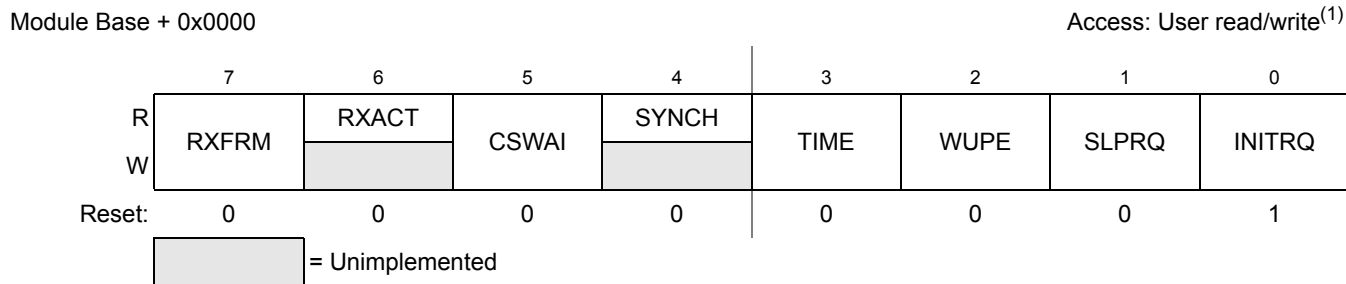 Module Base + 0x0000 Access: User read/write(1)
7 6 5 4 3 2 1 0
R RXFRM RXACT CSWAI SYNCH TIME WUPE SLPRQ INITRQ
W
Reset: 0 0 0 0 0 0 0 1
= Unimplemented